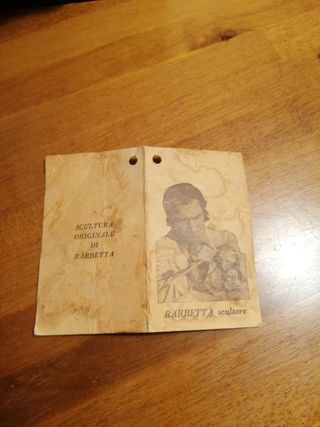 SCULTURA
ORIGINALE
DI
BARBETTA
BARBETTA scultore